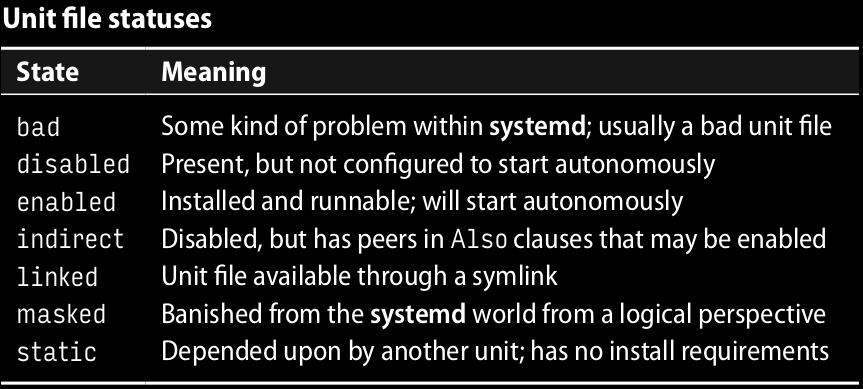 Unit file statuses
State Meaning
bad Some kind of problem within systemd; usually a bad unit file
disabled Present, but not configured to start autonomously
enabled Installed and runnable; will start autonomously
indirect Disabled, but has peers in Also clauses that may be enabled
linked Unit file available through a symlink
masked Banished from the systemd world from a logical perspective
static Depended upon by another unit; has no install requirements